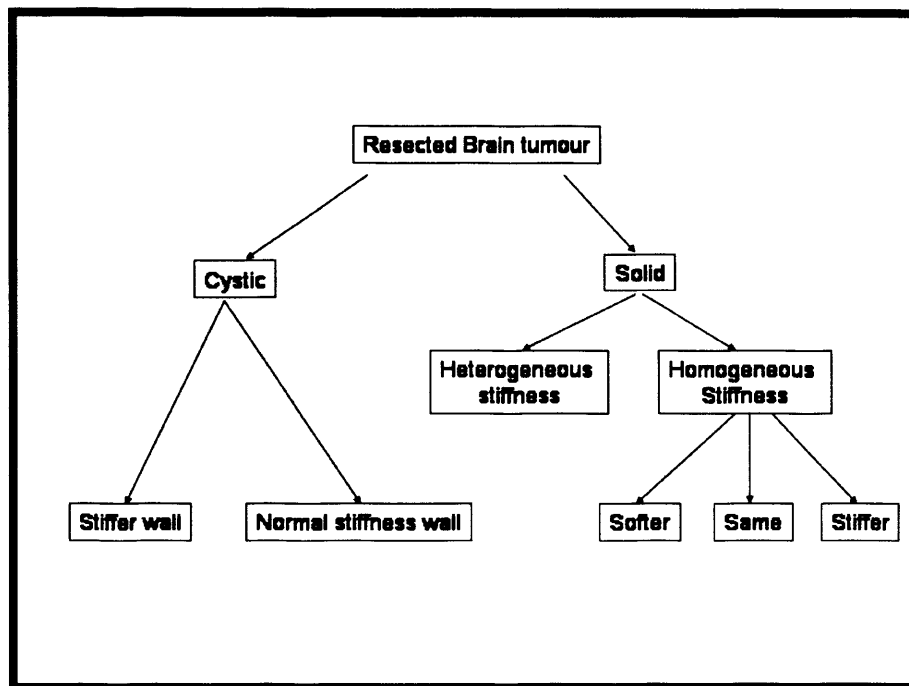 Resected Brain tumour
Cystic
Solid
Heterogeneous
stiffness
Homogeneous
Stiffness
Stiffer wall
Normal stiffness wall
Softer
Same
Stiffer